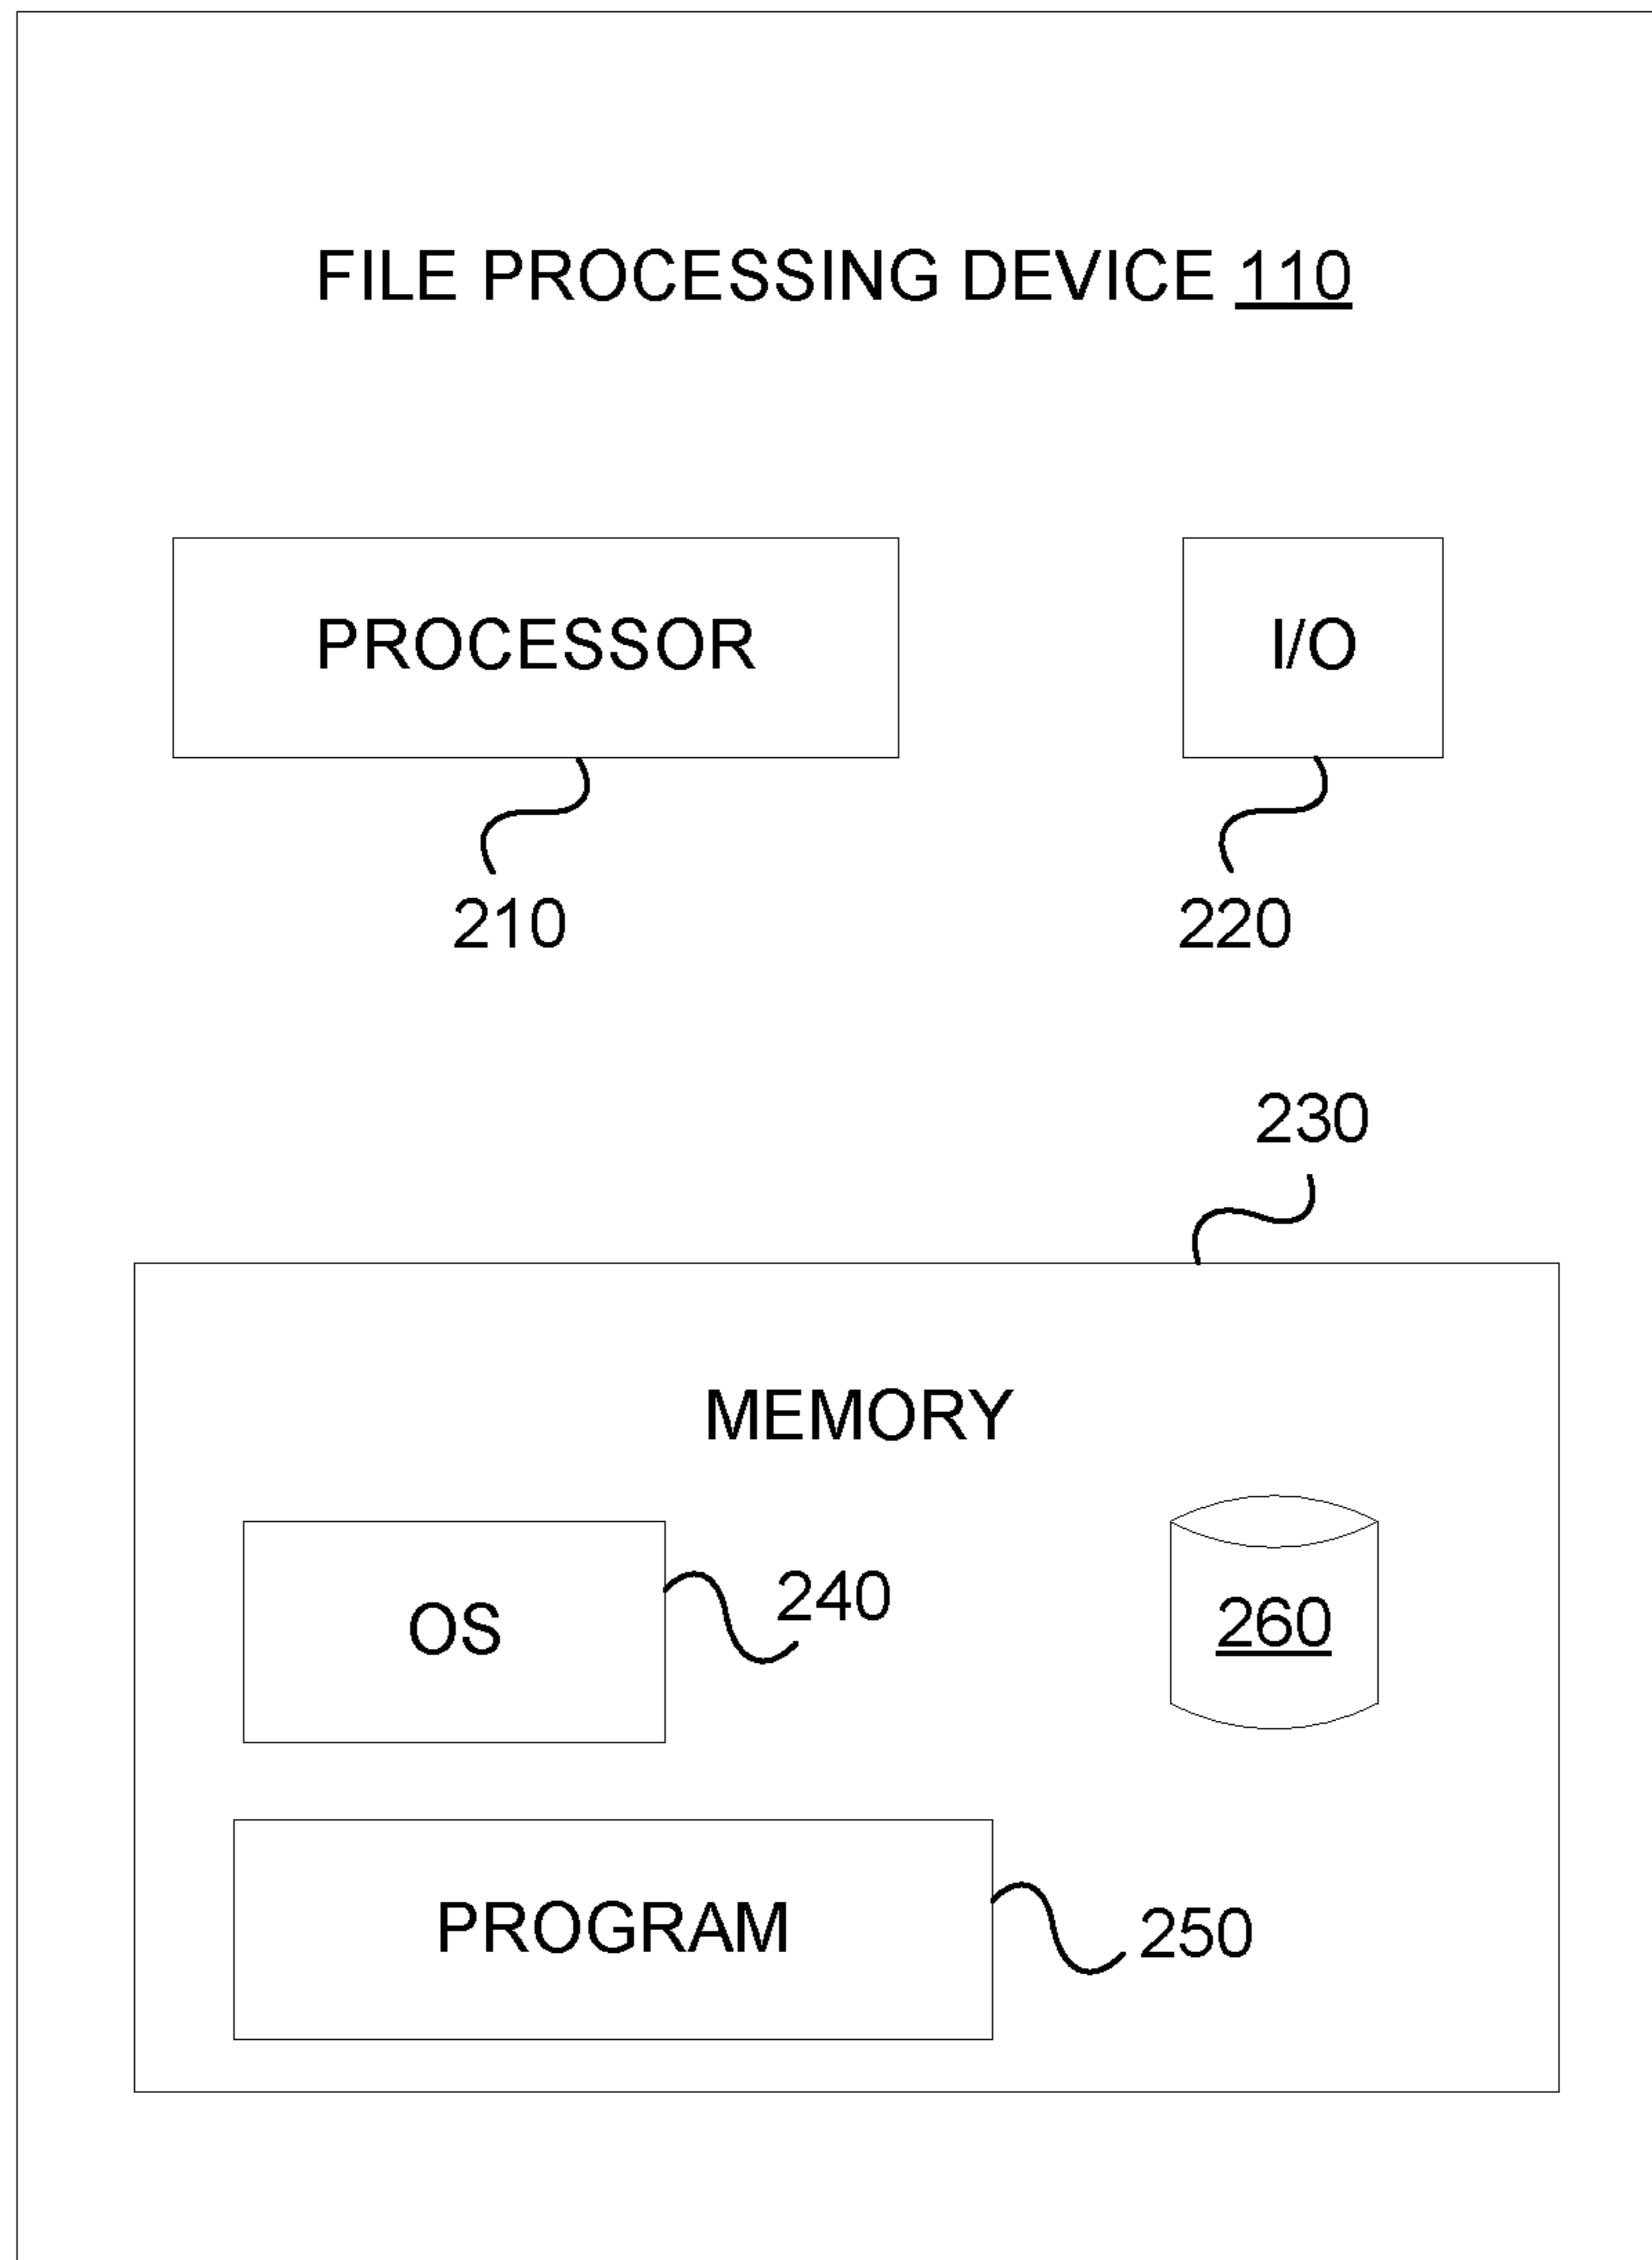 FILE PROCESSING DEVICE 110
PROCESSOR
I/O
210
220
230
MEMORY
OS
240
260
PROGRAM
250